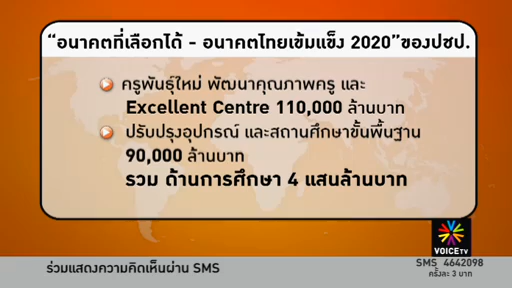 “อนาคตที่เลือกได้ - อนาคตไทยเข้มแข็ง 2020”ของปชป.
ครูพันธุ์ใหม่ พัฒนาคุณภาพครู และ
Excellent Centre 110,000 ล้านบาท
ปรับปรุงอุปกรณ์ และสถานศึกษาขั้นพื้นฐาน
90,000 ล้านบาท
รวม ด้านการศึกษา 4 แสนล้านบาท
VOICETV
ร่วมแสดงความคิดเห็นผ่าน SMS
SMS 4642098
ครั้งละ 3 บาท